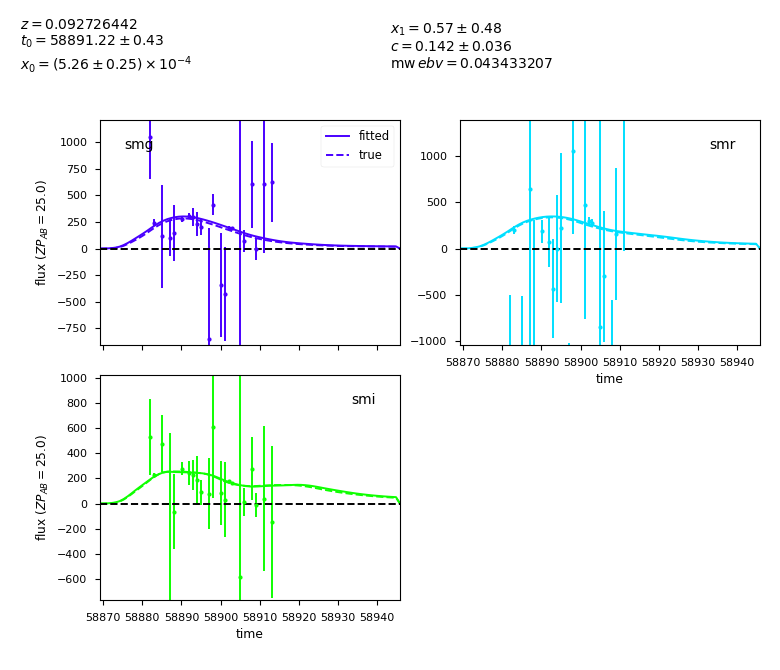 z = 0.092726442
t₀ = 58891.22 ± 0.43
x₀ = (5.26 ± 0.25) × 10⁻⁴
x₁ = 0.57 ± 0.48
c = 0.142 ± 0.036
mwebv = 0.043433207
smg
fitted
true
1000
750
500
250
0
−250
−500
−750
flux (ZP_AB = 25.0)
smr
1000
500
0
−500
−1000
58870 58880 58890 58900 58910 58920 58930 58940
time
smi
1000
800
600
400
200
0
−200
−400
−600
flux (ZP_AB = 25.0)
58870 58880 58890 58900 58910 58920 58930 58940
time